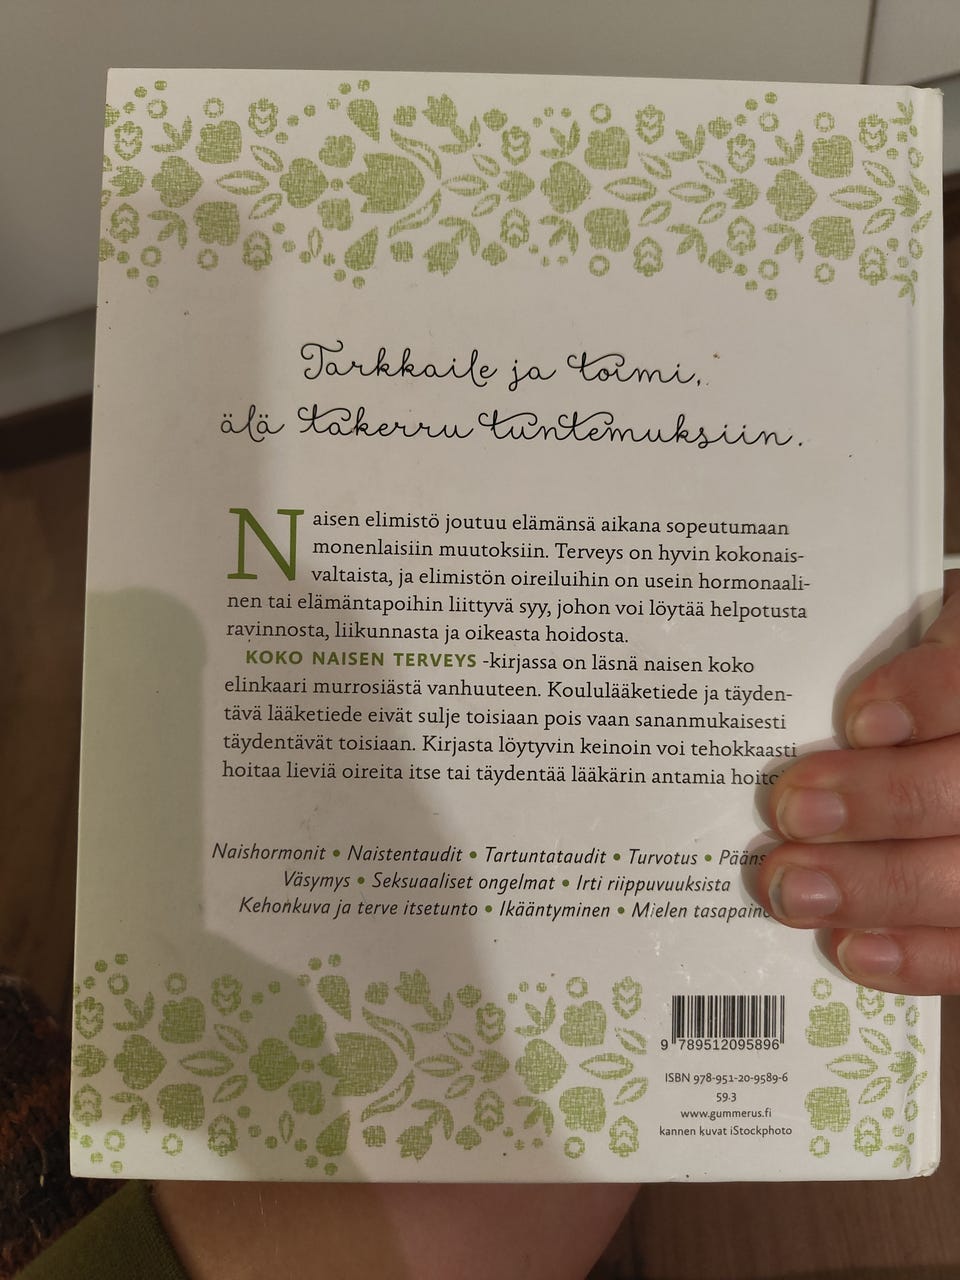 Tarkkaile ja toimi,
älä takerru tuntemuksiin.
Naisen elimistö joutuu elämänsä aikana sopeutumaan
monenlaisiin muutoksiin. Terveys on hyvin kokonais-
valtaista, ja elimistön oireiluihin on usein hormonaali-
nen tai elämäntapoihin liittyvä syy, johon voi löytää helpotusta
ravinnosta, liikunnasta ja oikeasta hoidosta.
KOKO NAISEN TERVEYS -kirjassa on läsnä naisen koko
elinkaari murrosiästä vanhuuteen. Koululääketiede ja täyden-
tävä lääketiede eivät sulje toisiaan pois vaan sananmukaisesti
täydentävät toisiaan. Kirjasta löytyvin keinoin voi tehokkaasti
hoitaa lieviä oireita itse tai täydentää lääkärin antamia
Naishormonit • Naistentaudit • Tartuntataudit • Turvotus •
Väsymys • Seksuaaliset ongelmat • Irti riippuvuuksista
Kehonkuva ja terve itsetunto • Ikääntyminen • Mielen
9 789512095896
ISBN 978-951-20-9589-6
59.3
www.gummerus.fi
kannen kuvat iStockphoto